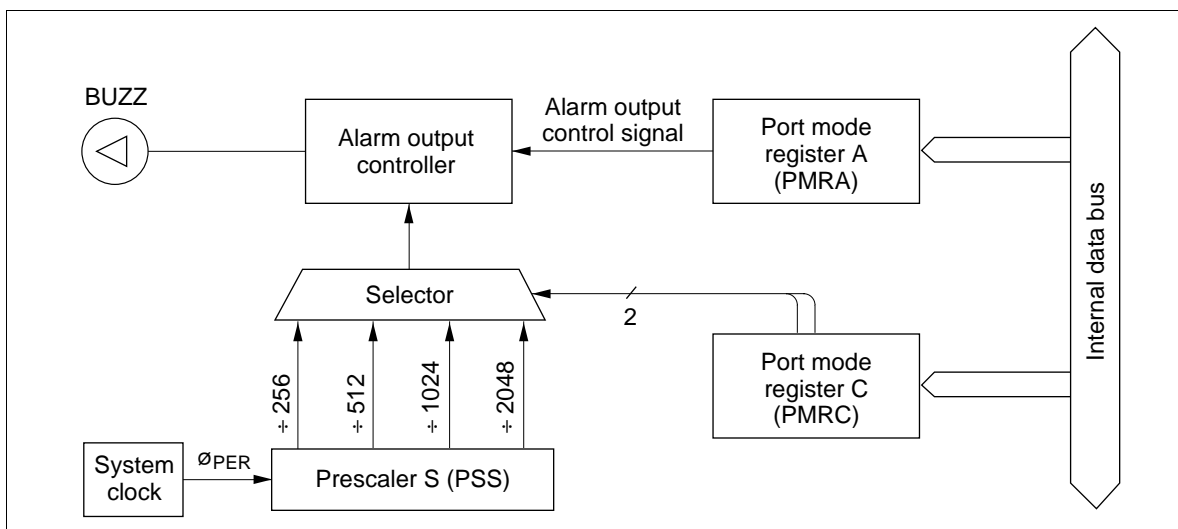 BUZZ
Alarm output
controller
Alarm output
control signal
Port mode
register A
(PMRA)
Internal data bus
Selector
2
Port mode
register C
(PMRC)
÷ 256
÷ 512
÷ 1024
÷ 2048
System
clock
øPER
Prescaler S (PSS)